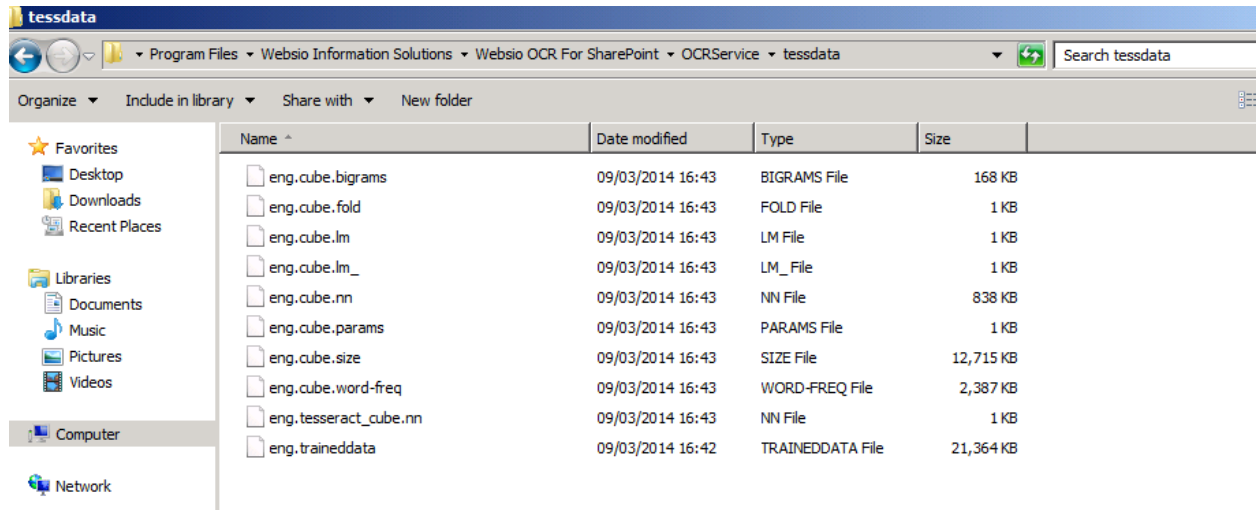 tessdata
Program Files Websio Information Solutions Websio OCR For SharePoint OCRService tessdata Search tessdata
Organize Include in library Share with New folder
Name Date modified Type Size
Favorites
Desktop
Downloads
Recent Places
Libraries
Documents
Music
Pictures
Videos
Computer
Network
eng.cube.bigrams 09/03/2014 16:43 BIGRAMS File 168 KB
eng.cube.fold 09/03/2014 16:43 FOLD File 1 KB
eng.cube.lm 09/03/2014 16:43 LM File 1 KB
eng.cube.lm_ 09/03/2014 16:43 LM_ File 1 KB
eng.cube.nn 09/03/2014 16:43 NN File 838 KB
eng.cube.params 09/03/2014 16:43 PARAMS File 1 KB
eng.cube.size 09/03/2014 16:43 SIZE File 12,715 KB
eng.cube.word-freq 09/03/2014 16:43 WORD-FREQ File 2,387 KB
eng.tesseract_cube.nn 09/03/2014 16:43 NN File 1 KB
eng.traineddata 09/03/2014 16:42 TRAINEDDATA File 21,364 KB